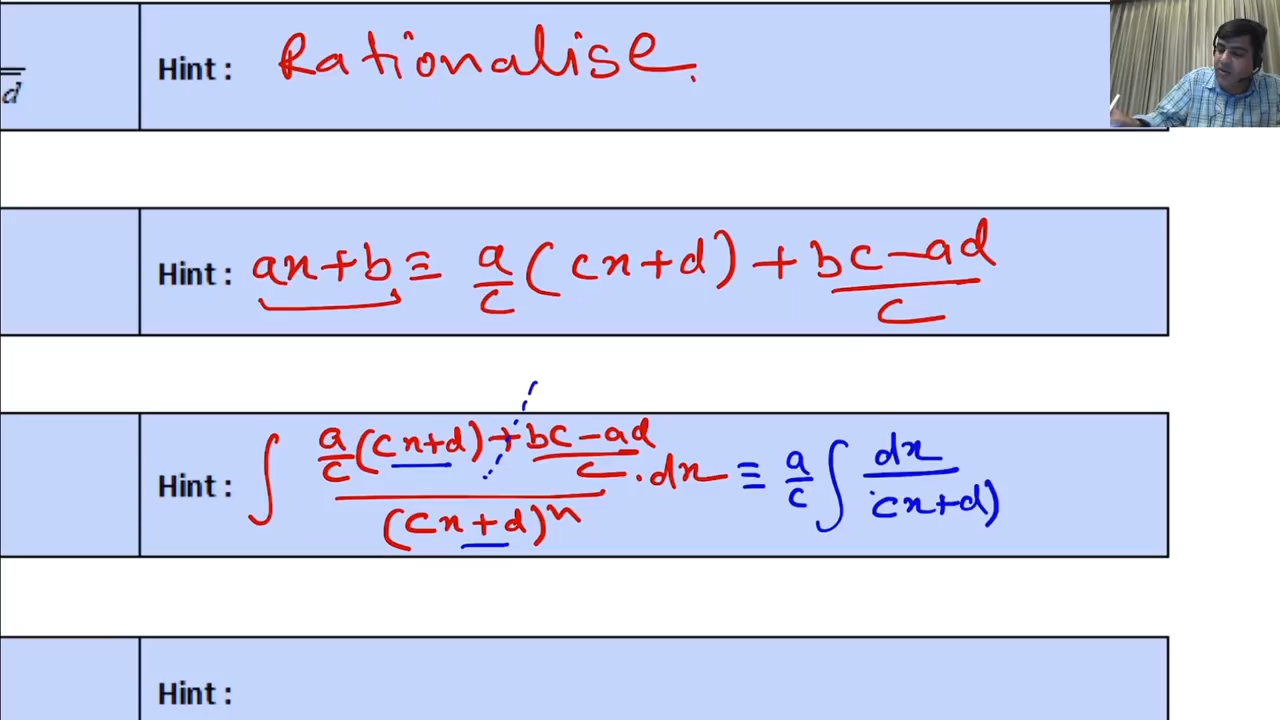 d
Hint : Rationalise.
Hint : ax+b ≡ a/c (cx+d) + bc-ad/c
Hint : ∫ a/c (cx+d) + bc-ad/c / (cx+d)^n . dx ≡ a/c ∫ dx/(cx+d)
Hint :